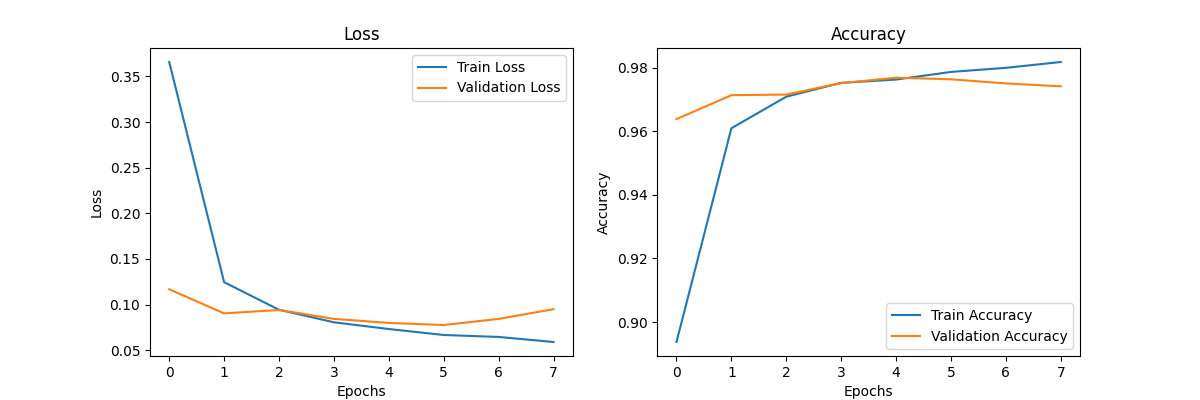 Loss
Train Loss
Validation Loss
0.35
0.30
0.25
0.20
0.15
0.10
0.05
Loss
0 1 2 3 4 5 6 7
Epochs
Accuracy
0.98
0.96
0.94
0.92
0.90
Accuracy
Train Accuracy
Validation Accuracy
0 1 2 3 4 5 6 7
Epochs